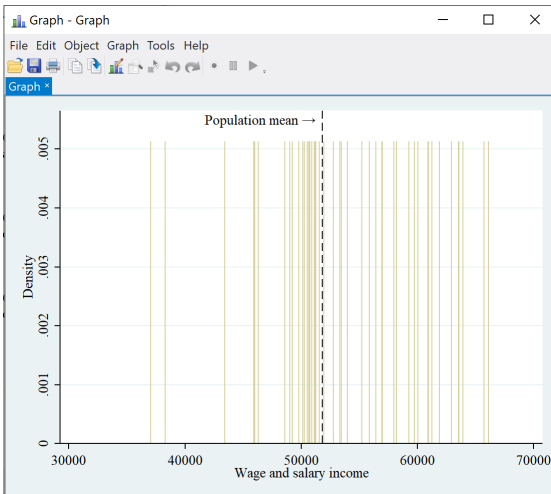 Graph - Graph
File Edit Object Graph Tools Help
Graph ×
Population mean →
.005
.004
.003
.002
.001
0
Density
30000 40000 50000 60000 70000
Wage and salary income